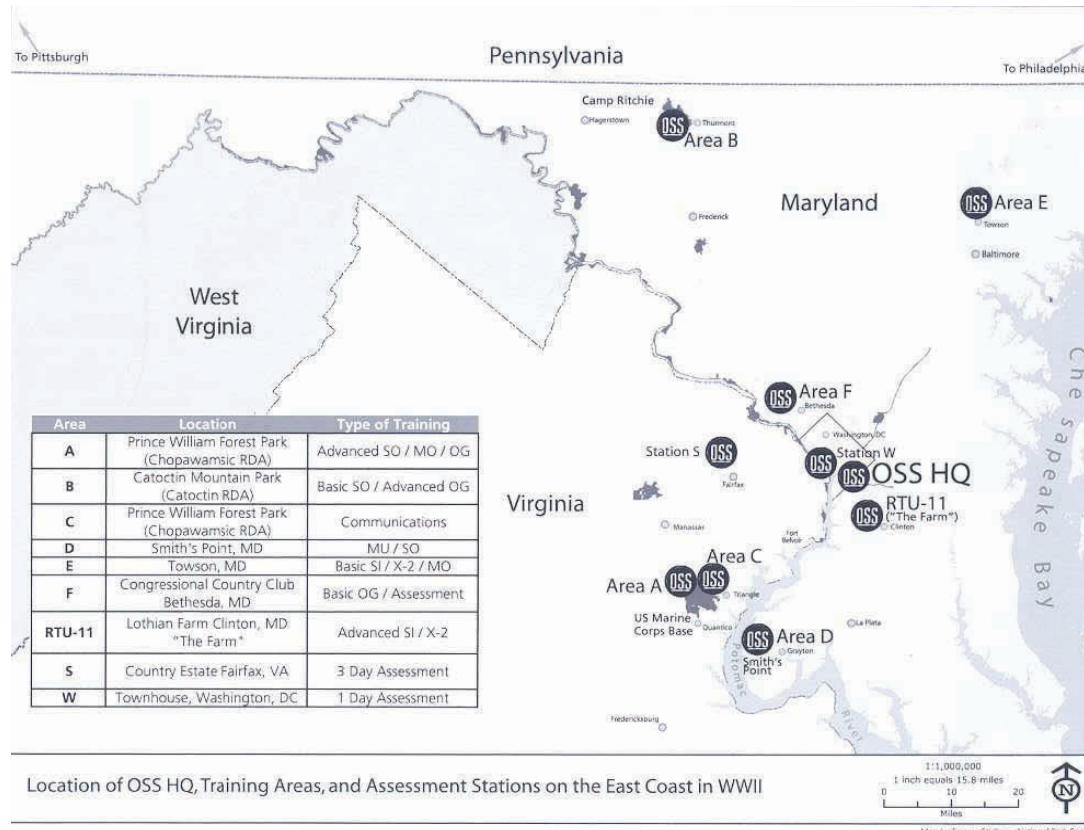 To Pittsburgh
Pennsylvania
To Philadelphia
Camp Ritchie
Hagerstown
OSS
Thurmont
Area B
Maryland
OSS
Area E
Towson
Frederick
Baltimore
West
Virginia
Chesapeake Bay
OSS
Area F
Bethesda
Washington, DC
Station S
OSS
Fairfax
OSS
Station W
OSS
OSS HQ
Virginia
OSS
RTU-11
("The Farm")
Clinton
Manassas
Fort
Belvoir
Area C
Area A
OSS
OSS
Triangle
US Marine
Corps Base
Quantico
La Plata
OSS
Area D
Grayton
Smith's
Point
Potomac
River
Fredericksburg
Area Location Type of Training
A Prince William Forest Park (Chopawamsic RDA) Advanced SO / MO / OG
B Catoctin Mountain Park (Catoctin RDA) Basic SO / Advanced OG
C Prince William Forest Park (Chopawamsic RDA) Communications
D Smith's Point, MD MU / SO
E Towson, MD Basic SI / X-2 / MO
F Congressional Country Club Bethesda, MD Basic OG / Assessment
RTU-11 Lothian Farm Clinton, MD "The Farm" Advanced SI / X-2
S Country Estate Fairfax, VA 3 Day Assessment
W Townhouse, Washington, DC 1 Day Assessment
Location of OSS HQ, Training Areas, and Assessment Stations on the East Coast in WWII
1:1,000,000
1 inch equals 15.8 miles
0 10 20
Miles
N